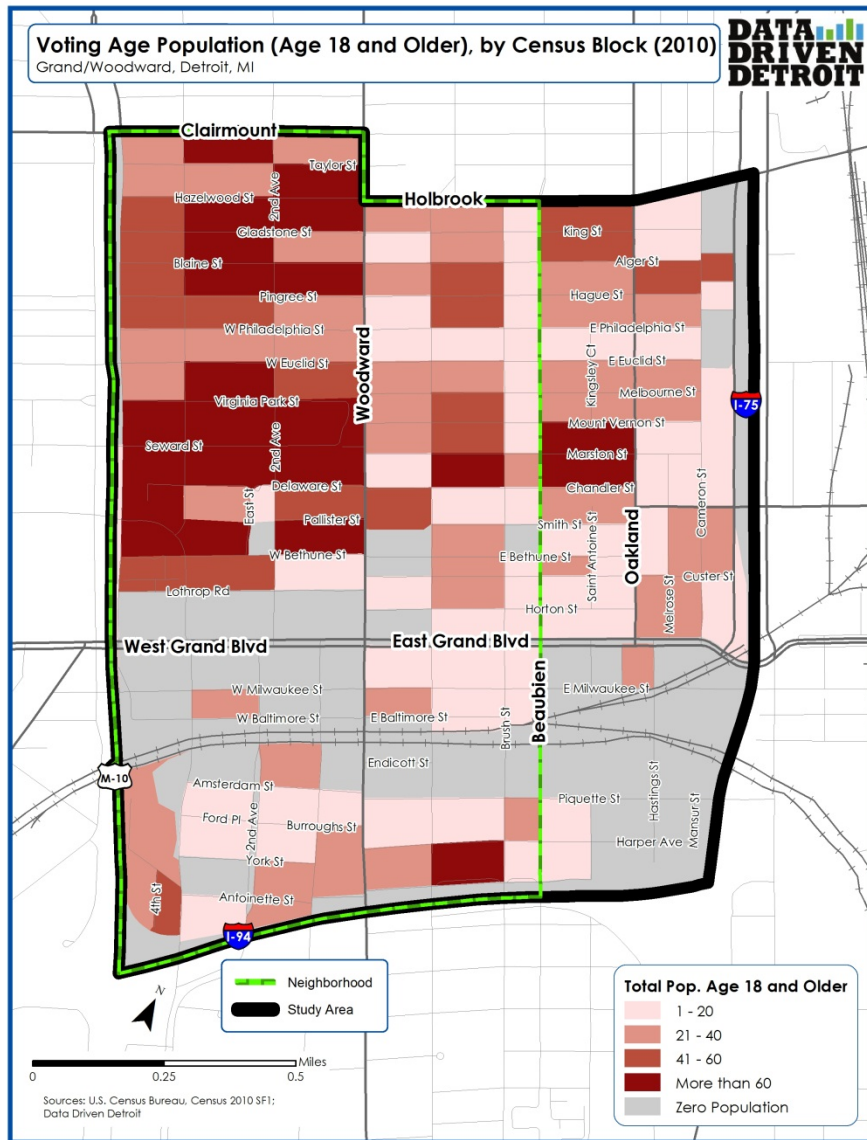 Voting Age Population (Age 18 and Older), by Census Block (2010)
Grand/Woodward, Detroit, MI
DATA
DRIVEN
DETROIT
Clairmount
Taylor St
Hazelwood St
2nd Ave
Holbrook
Gladstone St
King St
Blaine St
Alger St
Pingree St
Hague St
W Philadelphia St
E Philadelphia St
Woodward
W Euclid St
Kingsley Ct
E Euclid St
Melbourne St
Virginia Park St
I-75
Mount Vernon St
Seward St
2nd Ave
Marston St
Delaware St
Chandler St
Cameron St
East St
Pallister St
Smith St
Saint Antoine St
Oakland
W Bethune St
E Bethune St
Lothrop Rd
Custer St
Melrose St
Horton St
West Grand Blvd
East Grand Blvd
Beaubien
W Milwaukee St
E Milwaukee St
W Baltimore St
E Baltimore St
Brush St
Endicott St
M-10
Amsterdam St
Piquette St
Hastings St
Mansur St
Ford Pl
2nd Ave
Burroughs St
Harper Ave
York St
4th St
Antoinette St
I-94
N
Neighborhood
Study Area
Miles
0
0.25
0.5
Sources: U.S. Census Bureau, Census 2010 SF1;
Data Driven Detroit
Total Pop. Age 18 and Older
1 - 20
21 - 40
41 - 60
More than 60
Zero Population